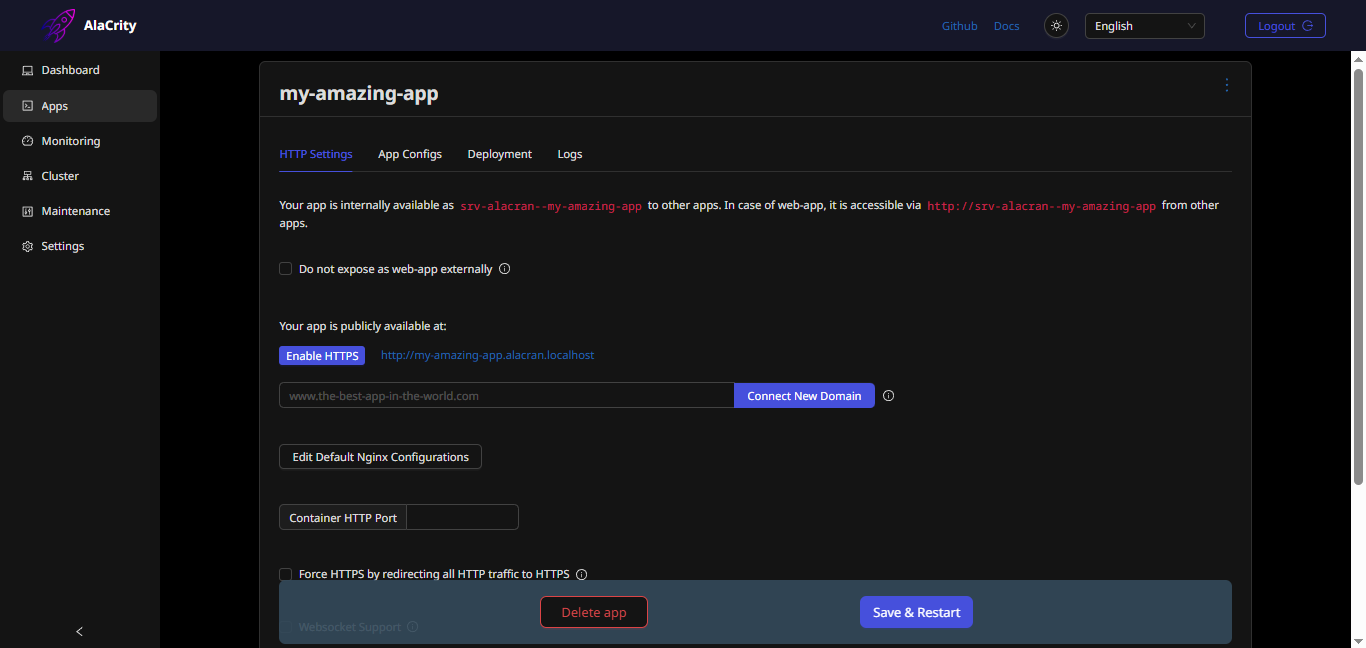 AlaCrity
Github
Docs
English
Logout
Dashboard
Apps
Monitoring
Cluster
Maintenance
Settings
my-amazing-app
HTTP Settings
App Configs
Deployment
Logs
Your app is internally available as srv-alacran--my-amazing-app to other apps. In case of web-app, it is accessible via http://srv-alacran--my-amazing-app from other
apps.
Do not expose as web-app externally
Your app is publicly available at:
Enable HTTPS
http://my-amazing-app.alacran.localhost
www.the-best-app-in-the-world.com
Connect New Domain
Edit Default Nginx Configurations
Container HTTP Port
Force HTTPS by redirecting all HTTP traffic to HTTPS
Websocket Support
Delete app
Save & Restart